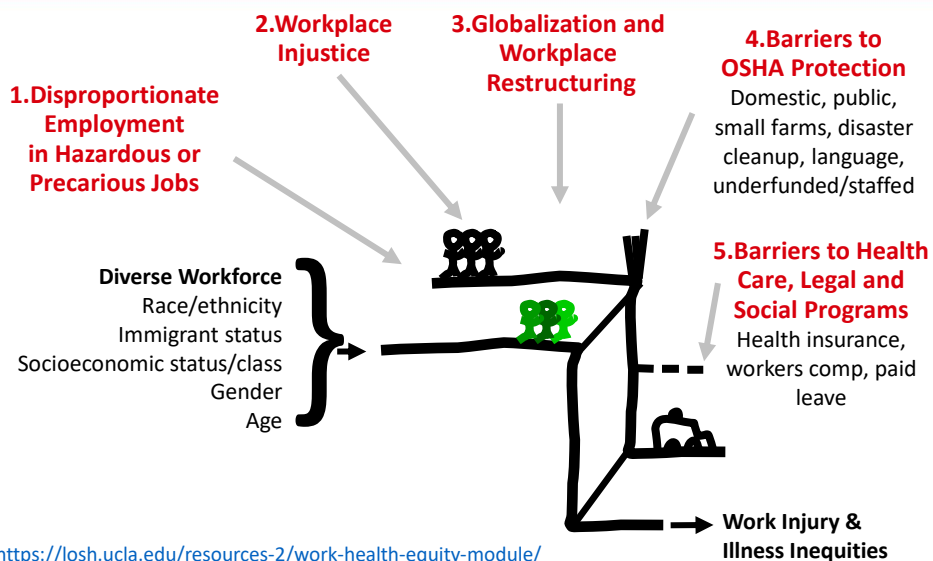 1.Disproportionate
Employment
in Hazardous or
Precarious Jobs
2.Workplace
Injustice
3.Globalization and
Workplace
Restructuring
4.Barriers to
OSHA Protection
Domestic, public,
small farms, disaster
cleanup, language,
underfunded/staffed
Diverse Workforce
Race/ethnicity
Immigrant status
Socioeconomic status/class
Gender
Age
5.Barriers to Health
Care, Legal and
Social Programs
Health insurance,
workers comp, paid
leave
Work Injury &
Illness Inequities
https://losh.ucla.edu/resources-2/work-health-equity-module/